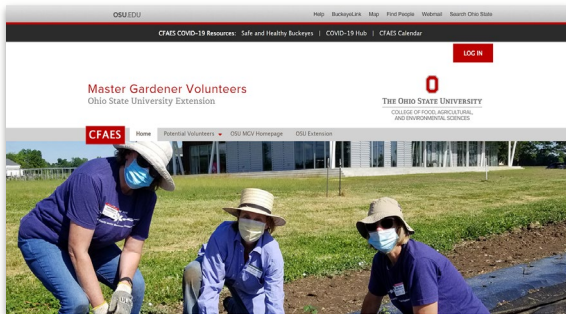 OSU.EDU
Help BuckeyeLink Map Find People Webmail Search Ohio State
CFAES COVID-19 Resources: Safe and Healthy Buckeyes | COVID-19 Hub | CFAES Calendar
LOG IN
Master Gardener Volunteers
Ohio State University Extension
THE OHIO STATE UNIVERSITY
COLLEGE OF FOOD, AGRICULTURAL,
AND ENVIRONMENTAL SCIENCES
CFAES Home Potential Volunteers OSU MGV Homepage OSU Extension